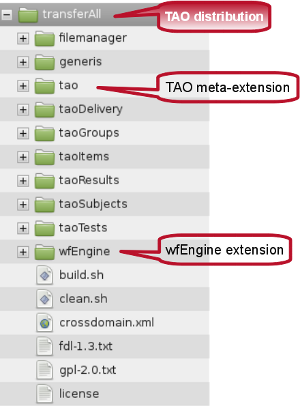 transferAll
TAO distribution
filemanager
generis
tao
TAO meta-extension
taoDelivery
taoGroups
taoItems
taoResults
taoSubjects
taoTests
wfEngine
wfEngine extension
build.sh
clean.sh
crossdomain.xml
fdl-1.3.txt
gpl-2.0.txt
license